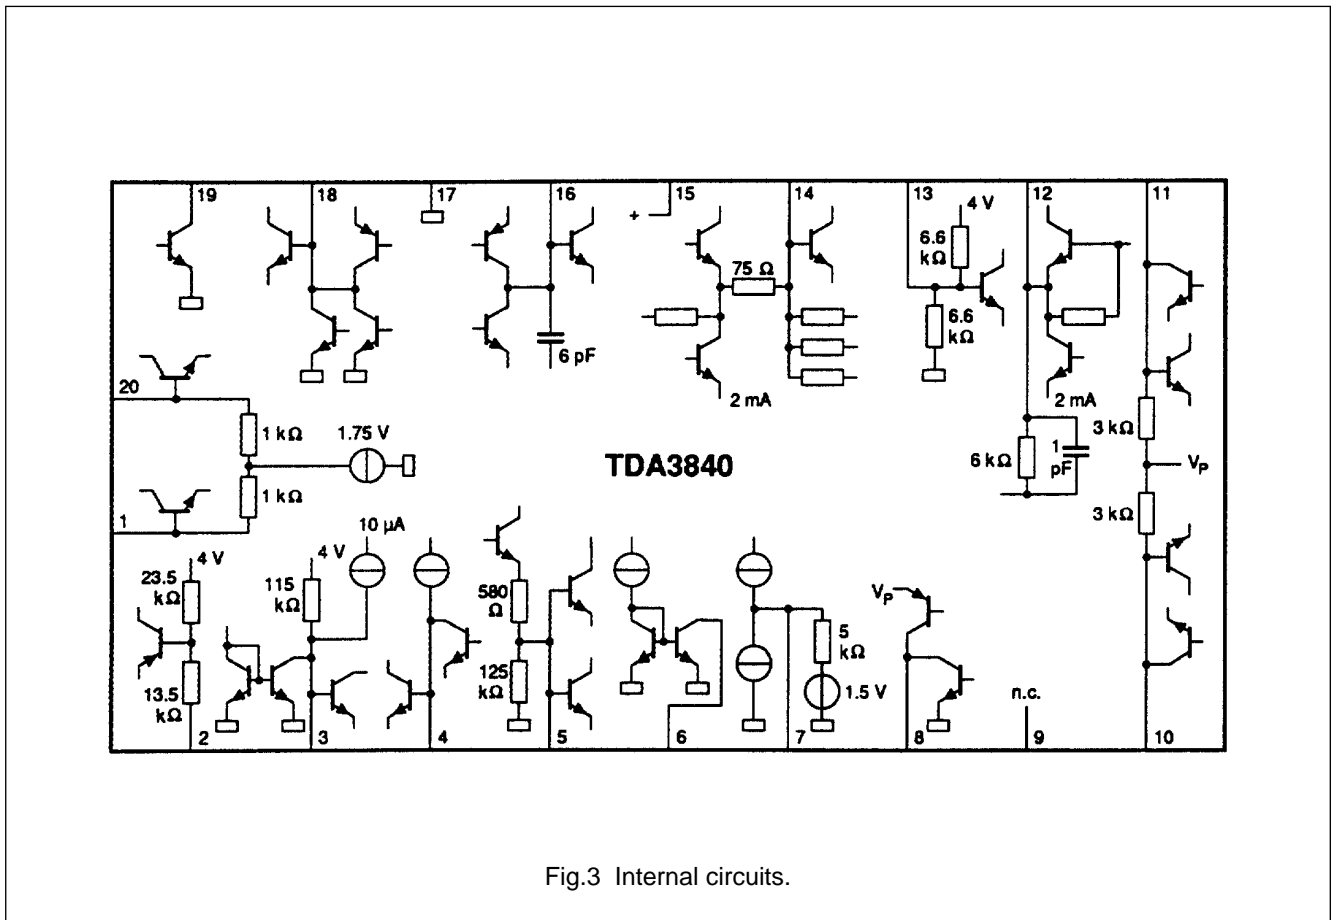 19
18
17
16
15
14
13
12
11
+
4 V
6.6
kΩ
75 Ω
6.6
kΩ
6 pF
20
2 mA
2 mA
1 kΩ
1.75 V
3 kΩ
TDA3840
6 kΩ
1
pF
VP
1 kΩ
1
10 µA
3 kΩ
4 V
4 V
23.5
kΩ
115
kΩ
580
Ω
VP
5
kΩ
13.5
kΩ
125
kΩ
1.5 V
n.c.
2
3
4
5
6
7
8
9
10
Fig.3 Internal circuits.